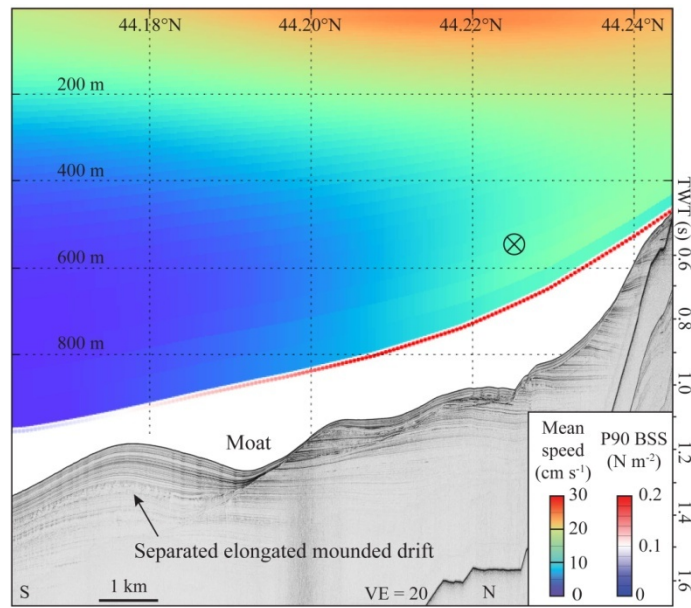 44.18°N 44.20°N 44.22°N 44.24°N
200 m
400 m
600 m
800 m
TWT (s)
0.6
0.8
1.0
1.2
1.4
1.6
Moat
Separated elongated mounded drift
S
1 km
VE = 20
N
Mean
speed
(cm s⁻¹)
30
20
10
0
P90 BSS
(N m⁻²)
0.2
0.1
0